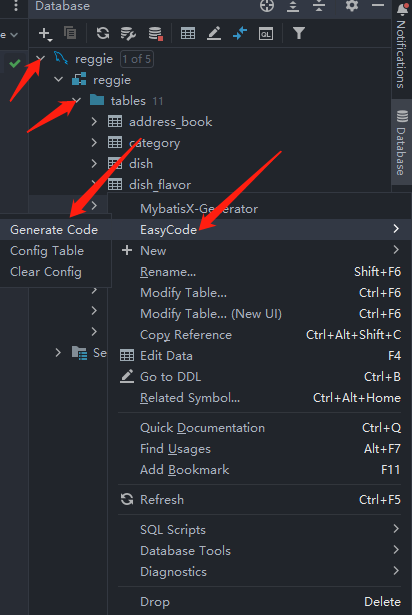 Database
reggie 1 of 5
reggie
tables 11
address_book
category
dish
dish_flavor
MybatisX-Generator
EasyCode
Generate Code
Config Table
Clear Config
New
Rename... Shift+F6
Modify Table... Ctrl+F6
Modify Table... (New UI) Ctrl+F6
Copy Reference Ctrl+Alt+Shift+C
Edit Data F4
Go to DDL Ctrl+B
Related Symbol... Ctrl+Alt+Home
Quick Documentation Ctrl+Q
Find Usages Alt+F7
Add Bookmark F11
Refresh Ctrl+F5
SQL Scripts
Database Tools
Diagnostics
Drop Delete
Se
Notifications
Database
QL